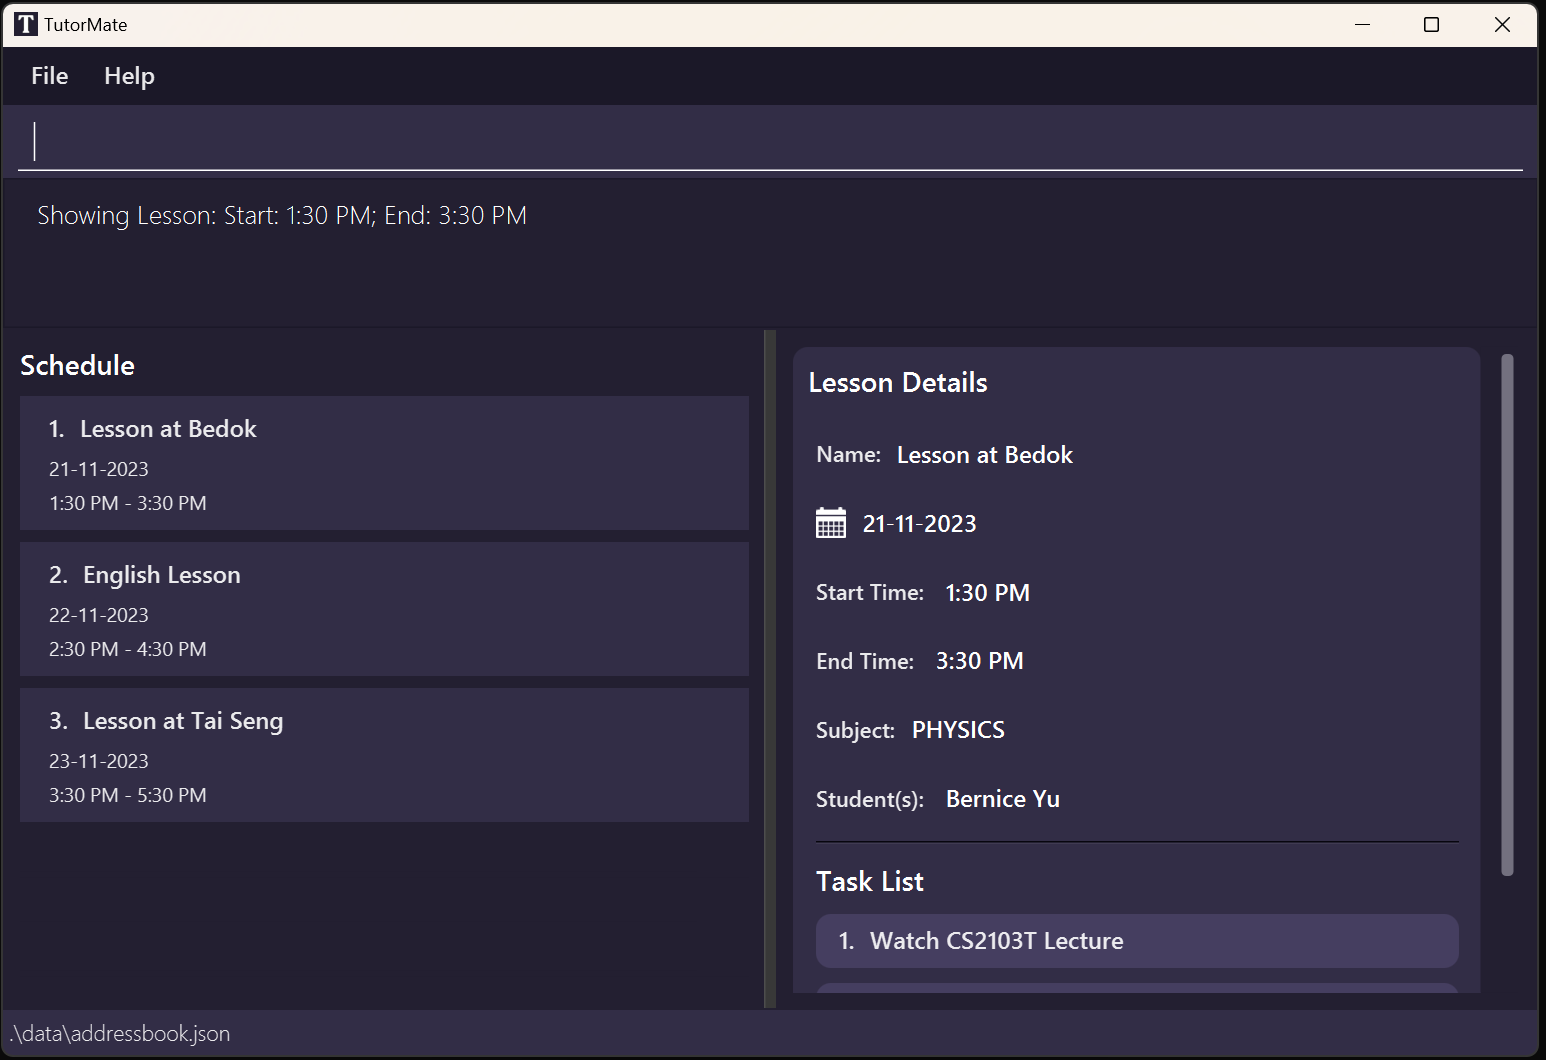 TutorMate
File Help
Showing Lesson: Start: 1:30 PM; End: 3:30 PM
Schedule
1. Lesson at Bedok
21-11-2023
1:30 PM - 3:30 PM
2. English Lesson
22-11-2023
2:30 PM - 4:30 PM
3. Lesson at Tai Seng
23-11-2023
3:30 PM - 5:30 PM
Lesson Details
Name: Lesson at Bedok
21-11-2023
Start Time: 1:30 PM
End Time: 3:30 PM
Subject: PHYSICS
Student(s): Bernice Yu
Task List
1. Watch CS2103T Lecture
.\data\addressbook.json